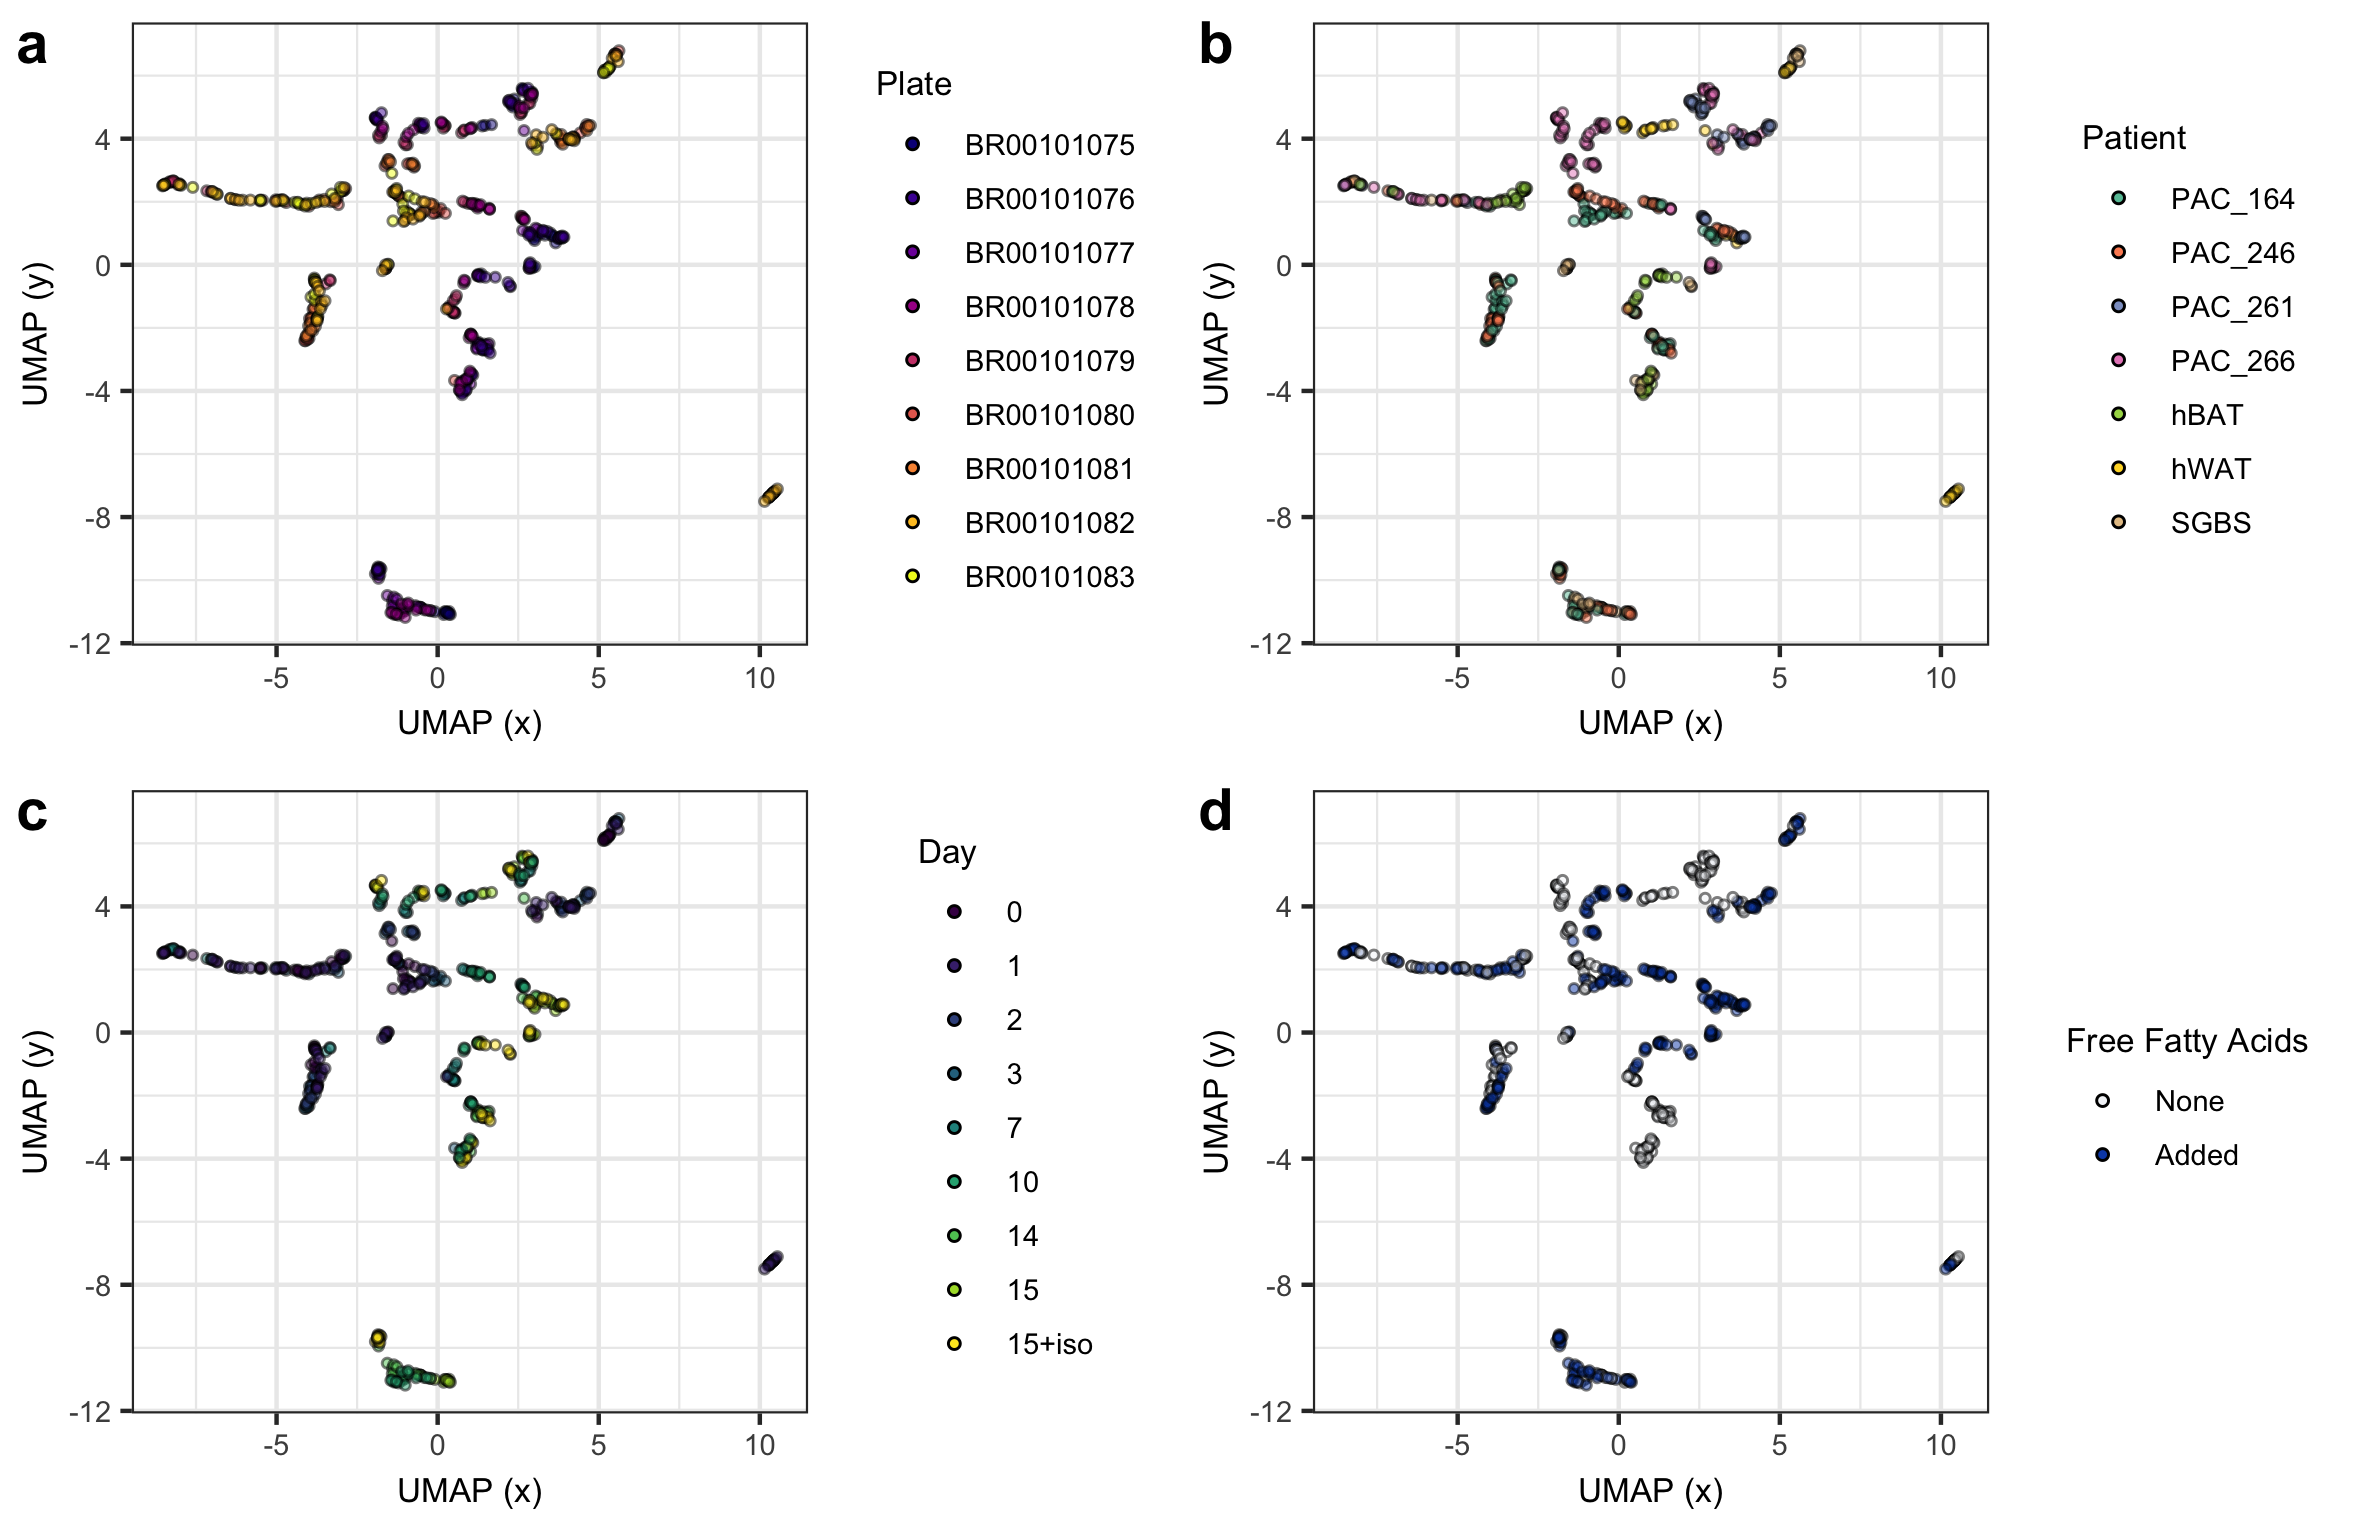 a
UMAP (y)
4
0
-4
-8
-12
-5
0
5
10
UMAP (x)
Plate
BR00101075
BR00101076
BR00101077
BR00101078
BR00101079
BR00101080
BR00101081
BR00101082
BR00101083
b
UMAP (y)
4
0
-4
-8
-12
-5
0
5
10
UMAP (x)
Patient
PAC_164
PAC_246
PAC_261
PAC_266
hBAT
hWAT
SGBS
c
UMAP (y)
4
0
-4
-8
-12
-5
0
5
10
UMAP (x)
Day
0
1
2
3
7
10
14
15
15+iso
d
UMAP (y)
4
0
-4
-8
-12
-5
0
5
10
UMAP (x)
Free Fatty Acids
None
Added